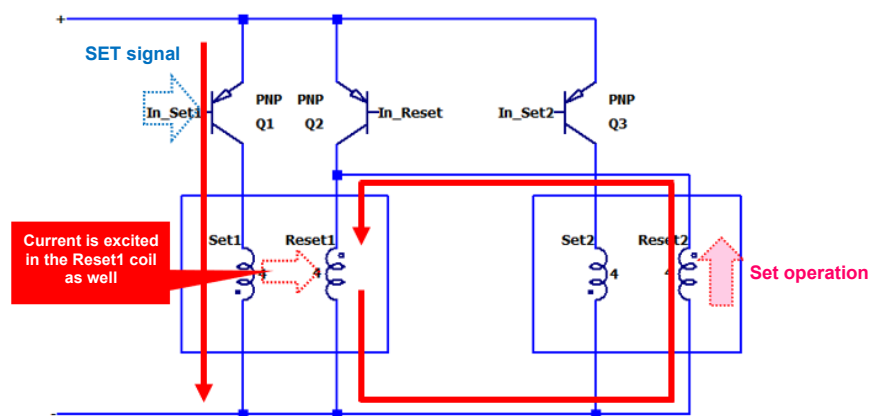 +
SET signal
In_Set1
PNP
Q1
PNP
Q2
In_Reset
In_Set2
PNP
Q3
Current is excited
in the Reset1 coil
as well
Set1
4
Reset1
4
Set2
4
Reset2
4
Set operation
-